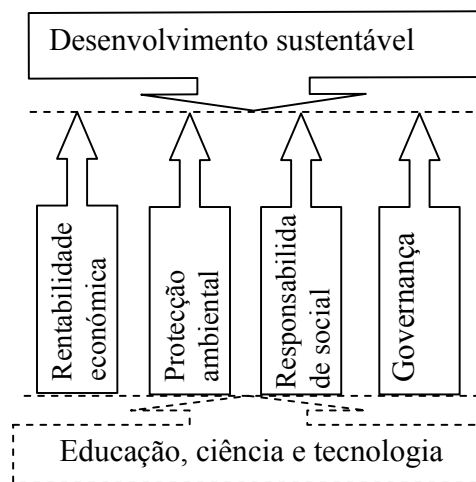 Desenvolvimento sustentável
Rentabilidade
económica
Protecção
ambiental
Responsabilida
de social
Governança
Educação, ciência e tecnologia